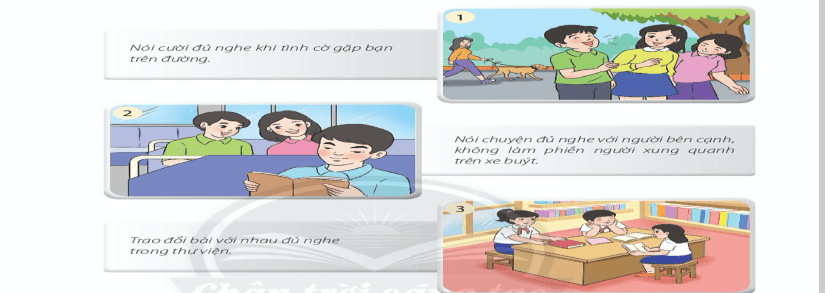 1
Nói cười đủ nghe khi tình cờ gặp bạn
trên đường.
2
Nói chuyện đủ nghe với người bên cạnh,
không làm phiền người xung quanh
trên xe buýt.
3
Trao đổi bài với nhau đủ nghe
trong thư viện.
Chân trời sáng tạo